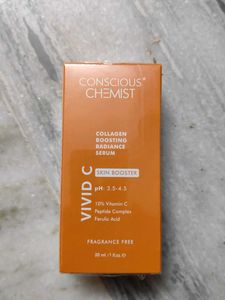 CONSCIOUS®
CHEMIST
COLLAGEN
BOOSTING
RADIANCE
SERUM
SKIN BOOSTER
pH: 3.5-4.5
10% Vitamin C
Peptide Complex
Ferulic Acid
VIVID C
FRAGRANCE FREE
30 ml /1 fl.oz. ℮